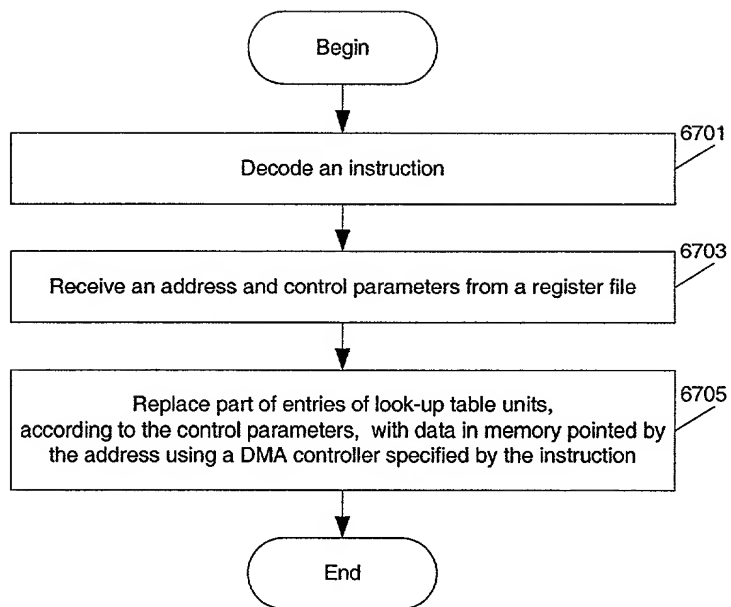 Begin
6701
Decode an instruction
6703
Receive an address and control parameters from a register file
6705
Replace part of entries of look-up table units,
according to the control parameters, with data in memory pointed by
the address using a DMA controller specified by the instruction
End